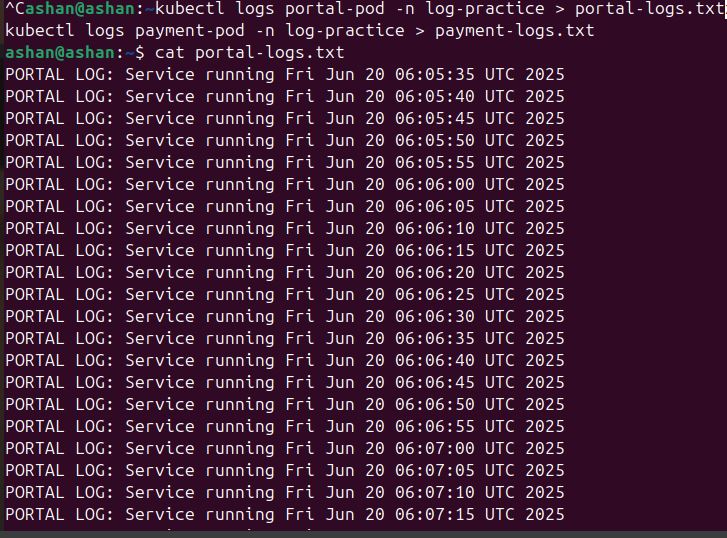 ^Cashan@ashan:~kubectl logs portal-pod -n log-practice > portal-logs.txt
kubectl logs payment-pod -n log-practice > payment-logs.txt
ashan@ashan:~$ cat portal-logs.txt
PORTAL LOG: Service running Fri Jun 20 06:05:35 UTC 2025
PORTAL LOG: Service running Fri Jun 20 06:05:40 UTC 2025
PORTAL LOG: Service running Fri Jun 20 06:05:45 UTC 2025
PORTAL LOG: Service running Fri Jun 20 06:05:50 UTC 2025
PORTAL LOG: Service running Fri Jun 20 06:05:55 UTC 2025
PORTAL LOG: Service running Fri Jun 20 06:06:00 UTC 2025
PORTAL LOG: Service running Fri Jun 20 06:06:05 UTC 2025
PORTAL LOG: Service running Fri Jun 20 06:06:10 UTC 2025
PORTAL LOG: Service running Fri Jun 20 06:06:15 UTC 2025
PORTAL LOG: Service running Fri Jun 20 06:06:20 UTC 2025
PORTAL LOG: Service running Fri Jun 20 06:06:25 UTC 2025
PORTAL LOG: Service running Fri Jun 20 06:06:30 UTC 2025
PORTAL LOG: Service running Fri Jun 20 06:06:35 UTC 2025
PORTAL LOG: Service running Fri Jun 20 06:06:40 UTC 2025
PORTAL LOG: Service running Fri Jun 20 06:06:45 UTC 2025
PORTAL LOG: Service running Fri Jun 20 06:06:50 UTC 2025
PORTAL LOG: Service running Fri Jun 20 06:06:55 UTC 2025
PORTAL LOG: Service running Fri Jun 20 06:07:00 UTC 2025
PORTAL LOG: Service running Fri Jun 20 06:07:05 UTC 2025
PORTAL LOG: Service running Fri Jun 20 06:07:10 UTC 2025
PORTAL LOG: Service running Fri Jun 20 06:07:15 UTC 2025